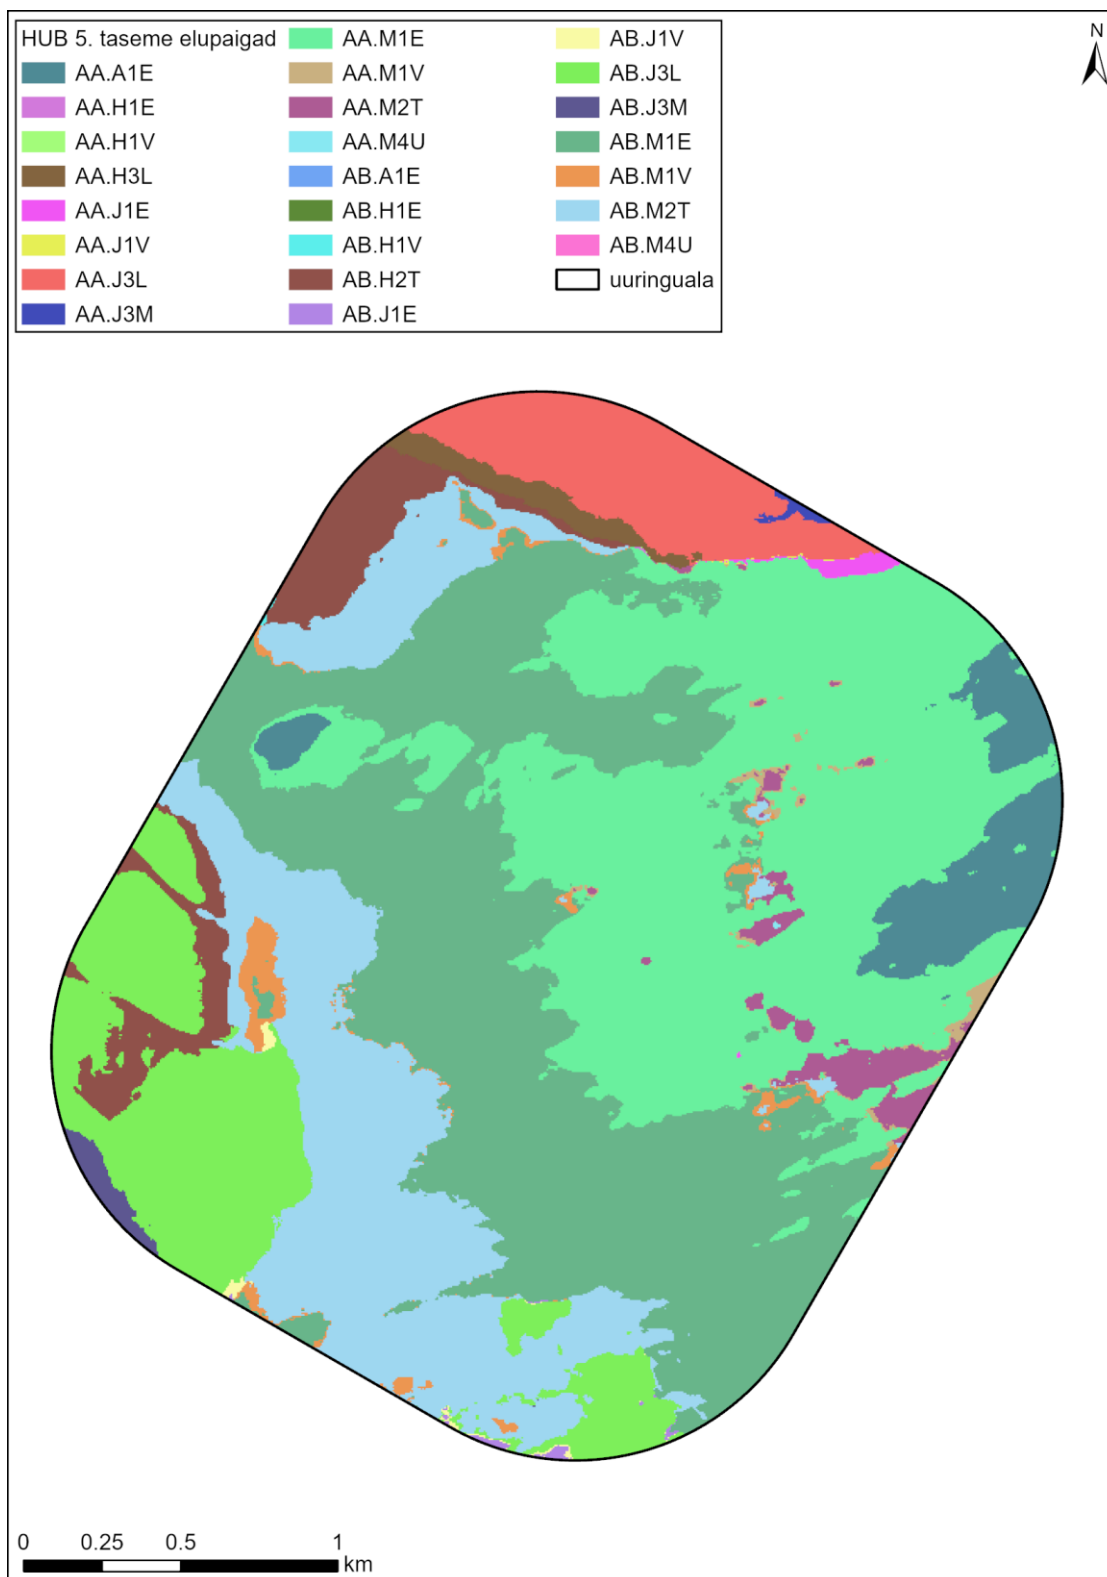 HUB 5. taseme elupaigad
AA.A1E
AA.H1E
AA.H1V
AA.H3L
AA.J1E
AA.J1V
AA.J3L
AA.J3M
AA.M1E
AA.M1V
AA.M2T
AA.M4U
AB.A1E
AB.H1E
AB.H1V
AB.H2T
AB.J1E
AB.J1V
AB.J3L
AB.J3M
AB.M1E
AB.M1V
AB.M2T
AB.M4U
uuringuala
N
0 0.25 0.5 1
km